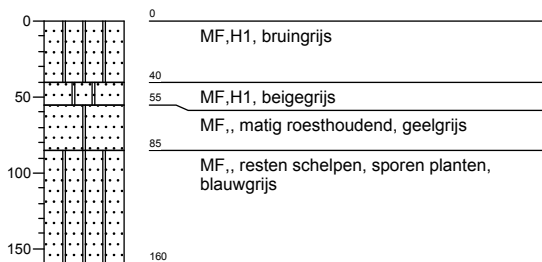 0
0
MF,H1, bruingrijs
40
50
MF,H1, beigegrijs
55
MF,, matig roesthoudend, geelgrijs
85
MF,, resten schelpen, sporen planten,
blauwgrijs
100
150
160